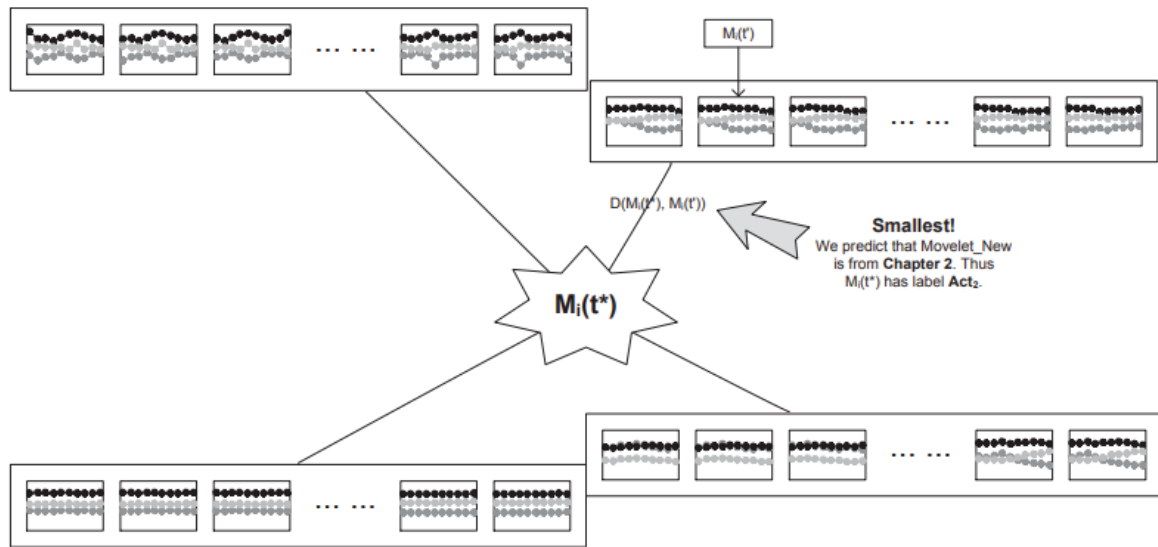 ... ...
Mᵢ(t')
... ...
D(Mᵢ(t*), Mᵢ(t'))
Smallest!
We predict that Movelet_New
is from Chapter 2. Thus
Mᵢ(t*) has label Act₂.
Mᵢ(t*)
... ...
... ...